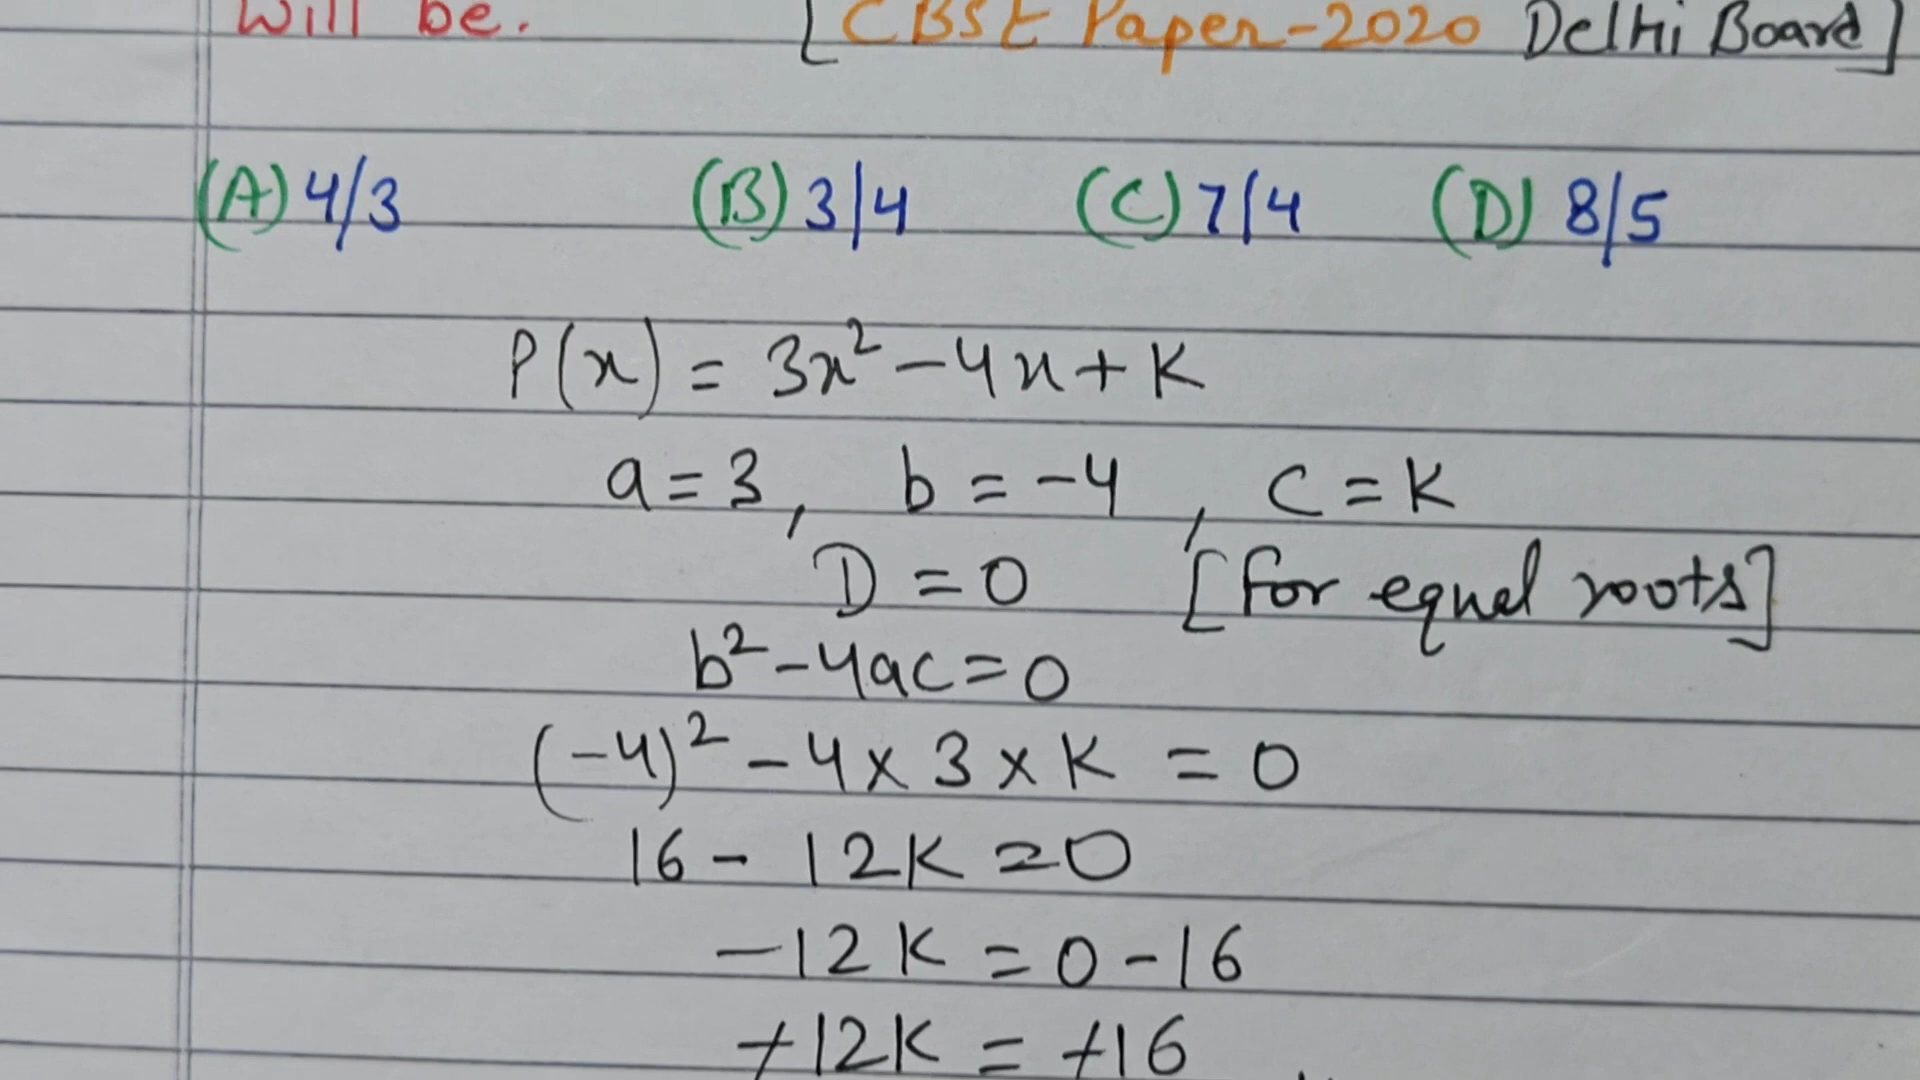 Will be. [CBSE Paper-2020 Delhi Board]
(A) 4/3 (B) 3/4 (C) 7/4 (D) 8/5
P(x) = 3x² - 4x + K
a = 3, b = -4, c = K
D = 0 [for equal roots]
b² - 4ac = 0
(-4)² - 4 × 3 × K = 0
16 - 12K = 0
-12K = 0 - 16
+12K = +16